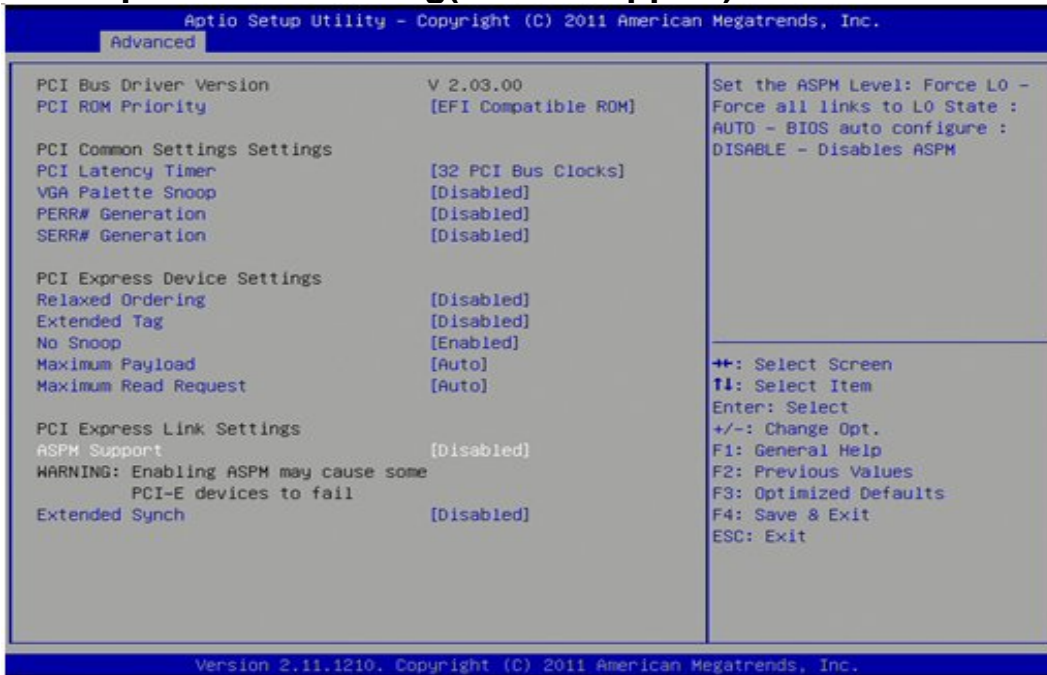 Aptio Setup Utility – Copyright (C) 2011 American Megatrends, Inc.
Advanced
PCI Bus Driver Version V 2.03.00
PCI ROM Priority [EFI Compatible ROM]
PCI Common Settings Settings
PCI Latency Timer [32 PCI Bus Clocks]
VGA Palette Snoop [Disabled]
PERR# Generation [Disabled]
SERR# Generation [Disabled]
PCI Express Device Settings
Relaxed Ordering [Disabled]
Extended Tag [Disabled]
No Snoop [Enabled]
Maximum Payload [Auto]
Maximum Read Request [Auto]
PCI Express Link Settings
ASPM Support [Disabled]
WARNING: Enabling ASPM may cause some
PCI-E devices to fail
Extended Synch [Disabled]
Set the ASPM Level: Force L0 –
Force all links to L0 State :
AUTO – BIOS auto configure :
DISABLE – Disables ASPM
→←: Select Screen
↑↓: Select Item
Enter: Select
+/-: Change Opt.
F1: General Help
F2: Previous Values
F3: Optimized Defaults
F4: Save & Exit
ESC: Exit
Version 2.11.1210. Copyright (C) 2011 American Megatrends, Inc.